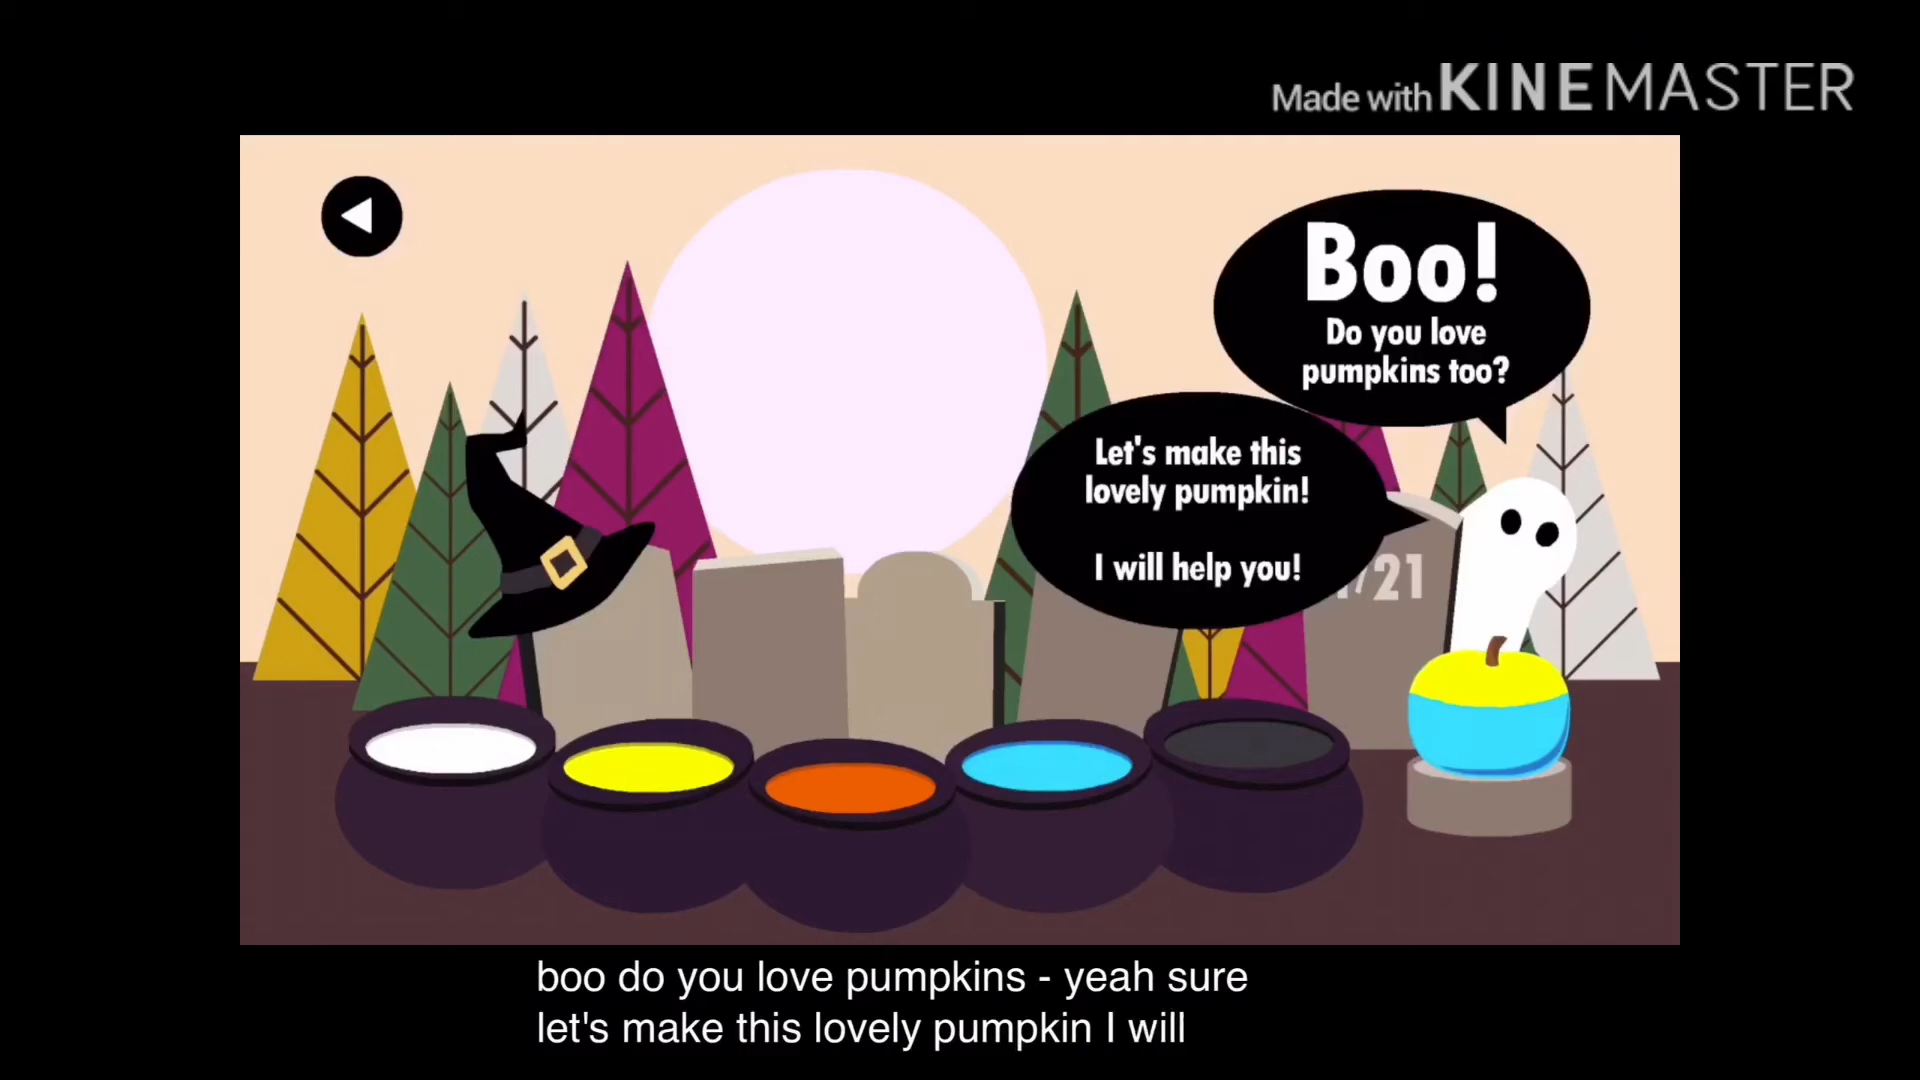 Made with KINEMASTER
Boo!
Do you love
pumpkins too?
Let's make this
lovely pumpkin!
I will help you!
/21
boo do you love pumpkins - yeah sure
let's make this lovely pumpkin I will